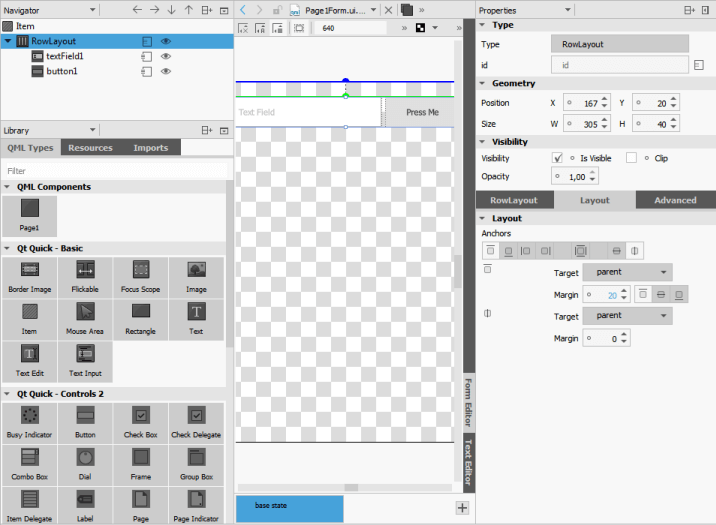 Navigator
Page1Form.ui....
Properties
Item
RowLayout
textField1
button1
640
Type
Type RowLayout
id id
Geometry
Position X 167 Y 20
Size W 305 H 40
Visibility
Visibility Is Visible Clip
Opacity 1,00
RowLayout Layout Advanced
Layout
Anchors
Target parent
Margin 20
Target parent
Margin 0
Text Field
Press Me
Library
QML Types Resources Imports
Filter
QML Components
Page1
Qt Quick - Basic
Border Image Flickable Focus Scope Image
Item Mouse Area Rectangle Text
Text Edit Text Input
Qt Quick - Controls 2
Busy Indicator Button Check Box Check Delegate
Combo Box Dial Frame Group Box
Item Delegate Label Page Page Indicator
Form Editor
Text Editor
base state